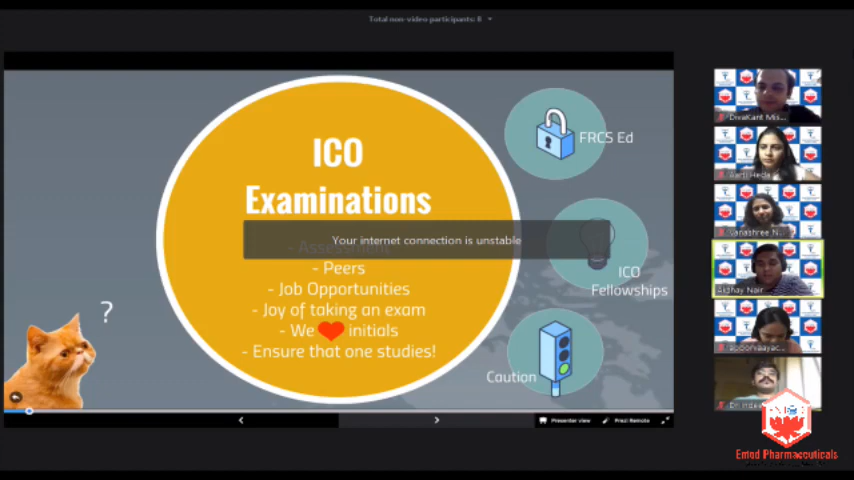 Total non-video participants: 8
ICO
Examinations
Your internet connection is unstable
- Peers
- Job Opportunities
- Joy of taking an exam
- We initials
- Ensure that one studies!
?
FRCS Ed
ICO
Fellowships
Caution
Presenter view
Prezi Remote
Divakant Mis...
Aarti Heda
Vanashree N...
Akshay Nair
Entod Pharmaceuticals